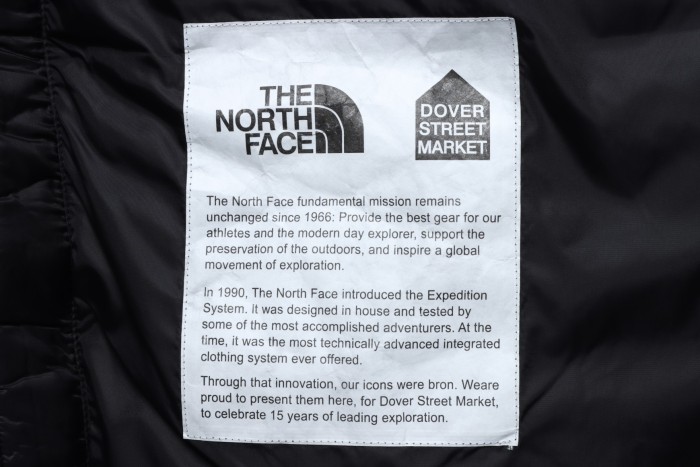 THE
NORTH
FACE
DOVER
STREET
MARKET
The North Face fundamental mission remains
unchanged since 1966: Provide the best gear for our
athletes and the modern day explorer, support the
preservation of the outdoors, and inspire a global
movement of exploration.
In 1990, The North Face introduced the Expedition
System. It was designed in house and tested by
some of the most accomplished adventurers. At the
time, it was the most technically advanced integrated
clothing system ever offered.
Through that innovation, our icons were bron. Weare
proud to present them here, for Dover Street Market,
to celebrate 15 years of leading exploration.